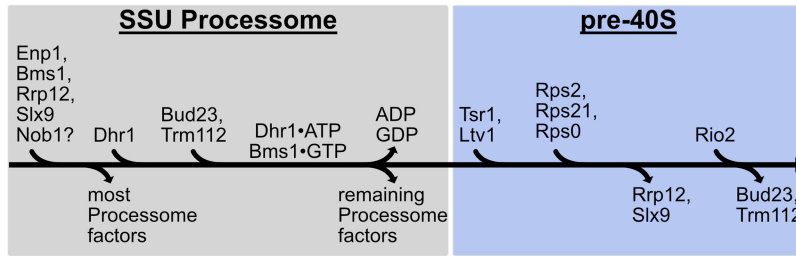 SSU Processome
pre-40S
Enp1,
Bms1,
Rrp12,
Slx9
Nob1?
Dhr1
Bud23,
Trm112
Dhr1•ATP
Bms1•GTP
ADP
GDP
Tsr1,
Ltv1
Rps2,
Rps21,
Rps0
Rio2
most
Processome
factors
remaining
Processome
factors
Rrp12,
Slx9
Bud23,
Trm112